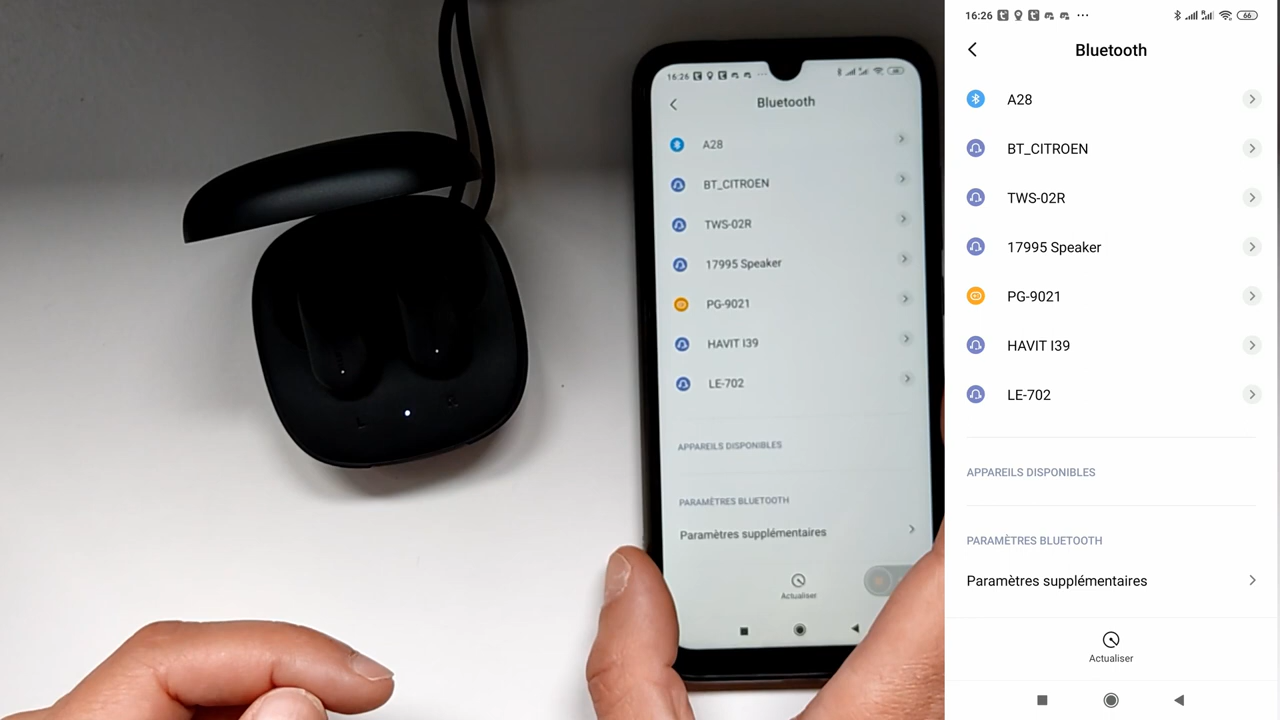 L
R
16:26
Bluetooth
A28
BT_CITROEN
TWS-02R
17995 Speaker
PG-9021
HAVIT I39
LE-702
APPAREILS DISPONIBLES
PARAMÈTRES BLUETOOTH
Paramètres supplémentaires
Actualiser
16:26
66
Bluetooth
A28
BT_CITROEN
TWS-02R
17995 Speaker
PG-9021
HAVIT I39
LE-702
APPAREILS DISPONIBLES
PARAMÈTRES BLUETOOTH
Paramètres supplémentaires
Actualiser